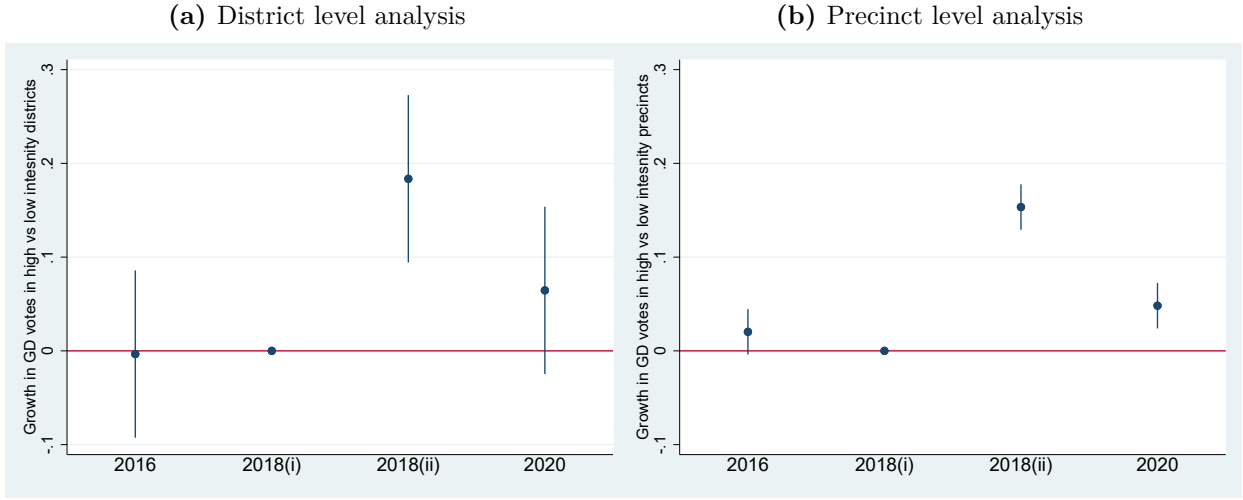 (a) District level analysis
Growth in GD votes in high vs low intesnity districts
.3
.2
.1
0
-.1
2016 2018(i) 2018(ii) 2020
(b) Precinct level analysis
Growth in GD votes in high vs low intesnity precincts
.3
.2
.1
0
-.1
2016 2018(i) 2018(ii) 2020